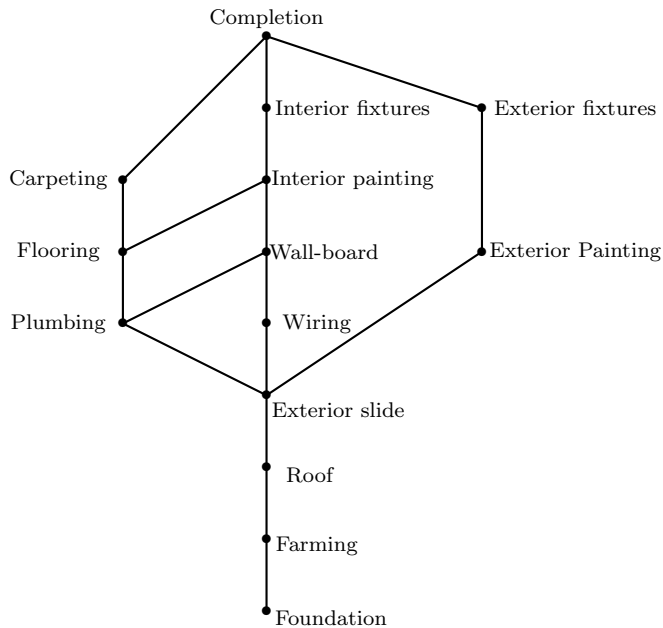 Completion
Interior fixtures
Exterior fixtures
Carpeting
Interior painting
Flooring
Wall-board
Exterior Painting
Plumbing
Wiring
Exterior slide
Roof
Farming
Foundation